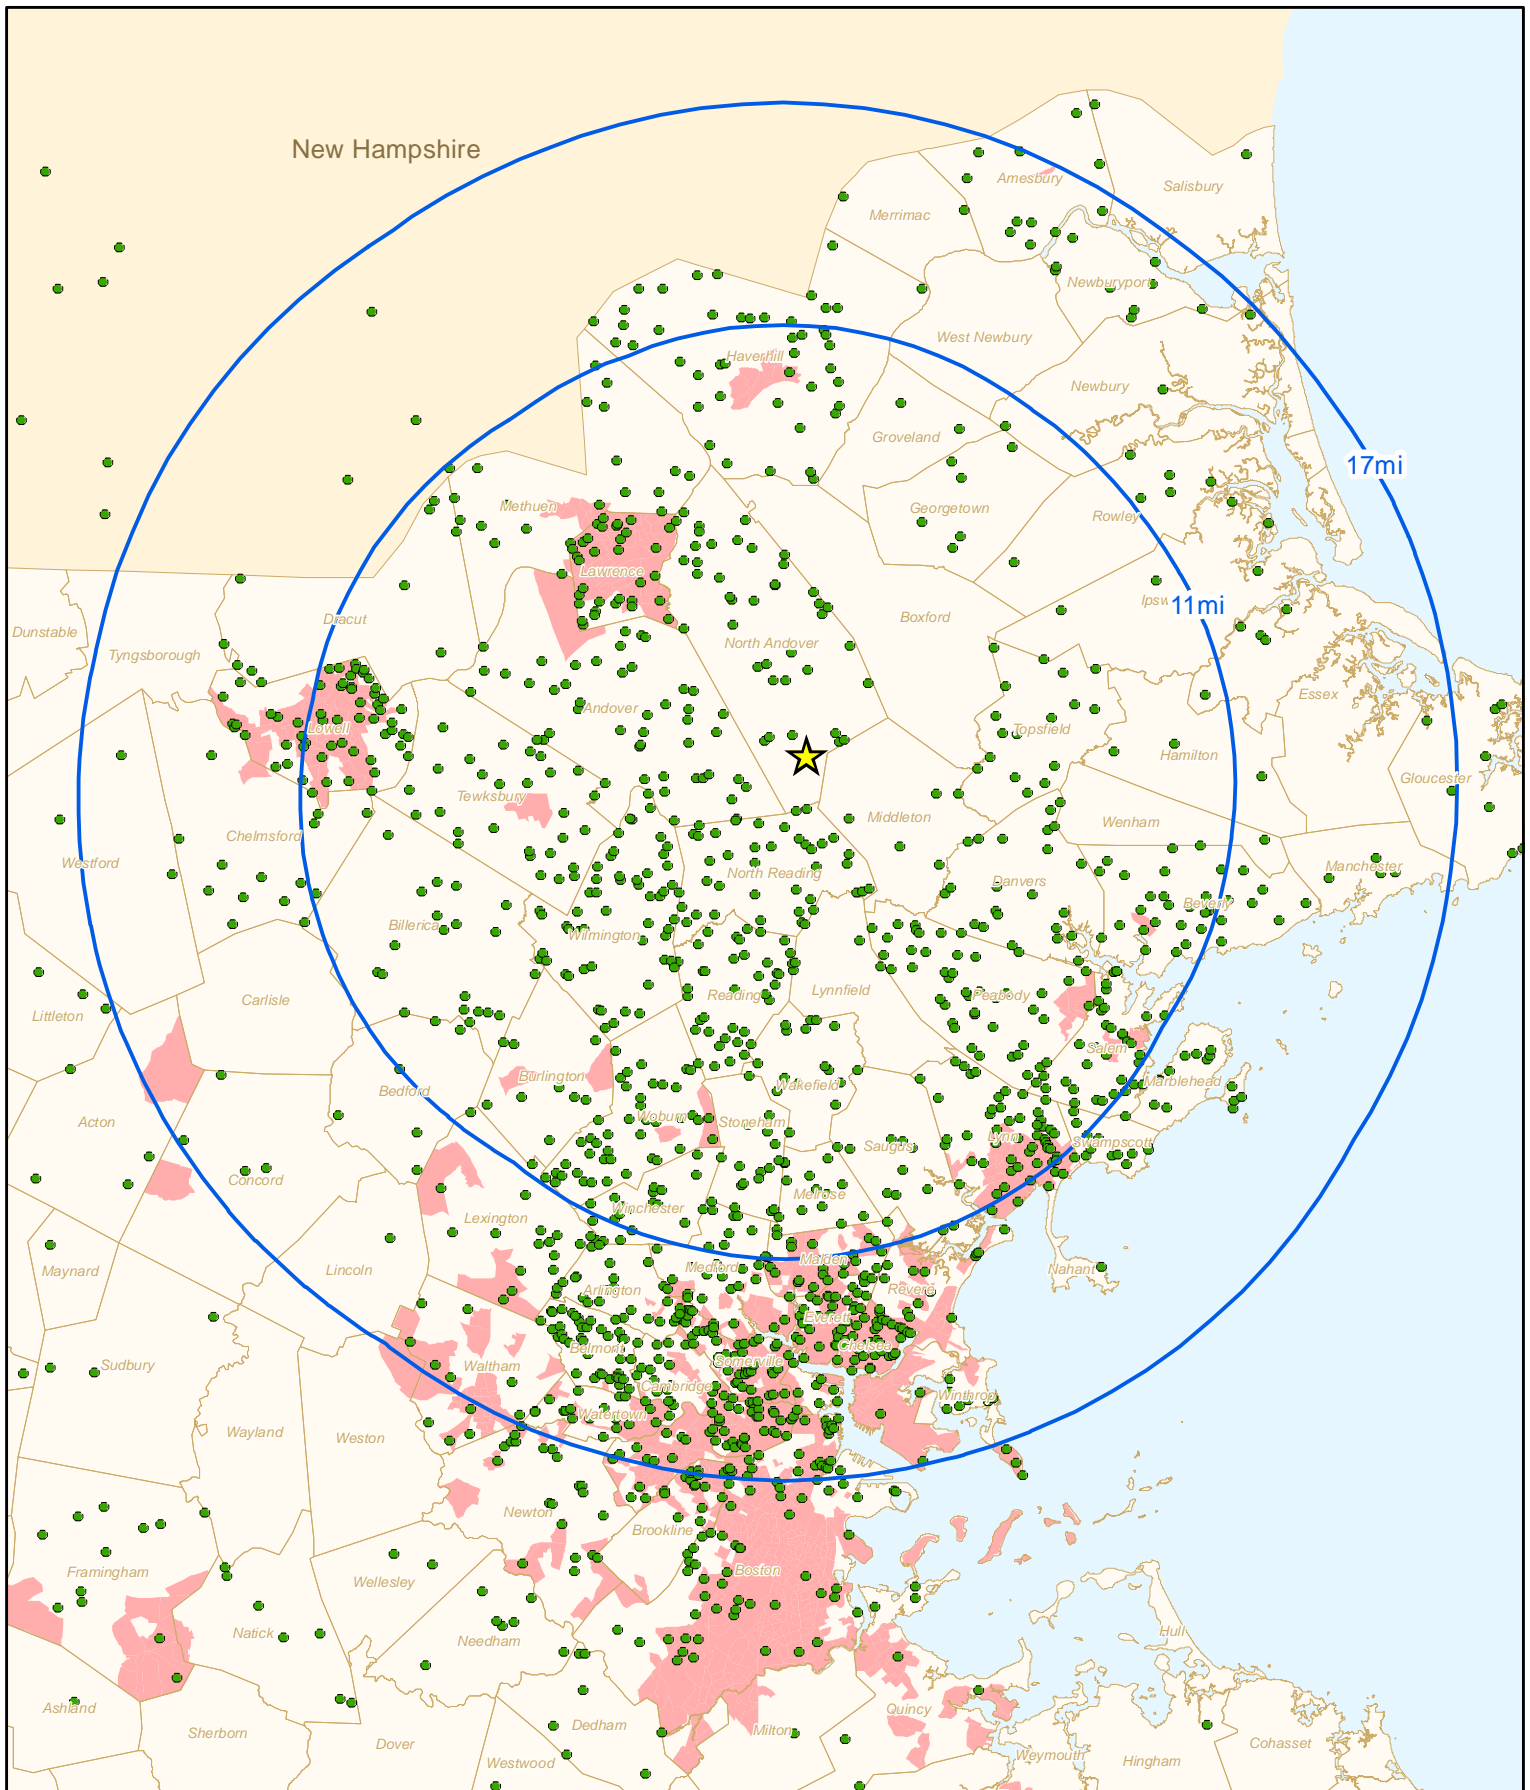 New Hampshire
Amesbury
Salisbury
Merrimac
Newburyport
West Newbury
Haverhill
Newbury
Groveland
17mi
Methuen
Georgetown
Rowley
Lawrence
Ipsw
11mi
Dracut
Boxford
Dunstable
Tyngsborough
North Andover
Essex
Andover
Lowell
Topsfield
Hamilton
Gloucester
Tewksbury
Middleton
Wenham
Chelmsford
Westford
Manchester
North Reading
Danvers
Beverly
Billerica
Wilmington
Carlisle
Reading
Lynnfield
Peabody
Littleton
Salem
Burlington
Bedford
Wakefield
Marblehead
Acton
Woburn
Stoneham
Lynn
Swampscott
Saugus
Concord
Melrose
Winchester
Lexington
Maynard
Lincoln
Medford
Malden
Nahant
Arlington
Revere
Everett
Chelsea
Belmont
Sudbury
Waltham
Somerville
Cambridge
Winthrop
Watertown
Wayland
Weston
Newton
Brookline
Framingham
Boston
Wellesley
Natick
Needham
Hull
Ashland
Quincy
Sherborn
Dedham
Milton
Dover
Cohasset
Weymouth
Hingham
Westwood